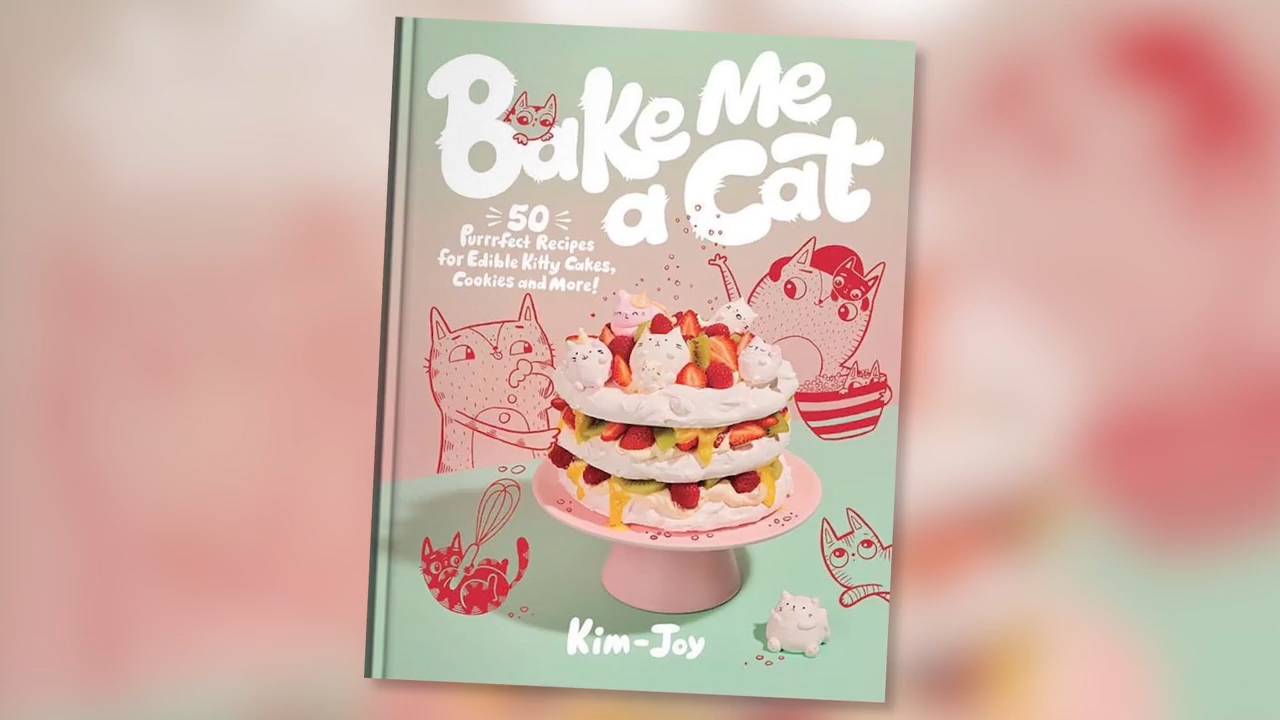 Bake Me
a Cat
50
Purrr-fect Recipes
for Edible Kitty Cakes,
Cookies and More!
Kim-Joy